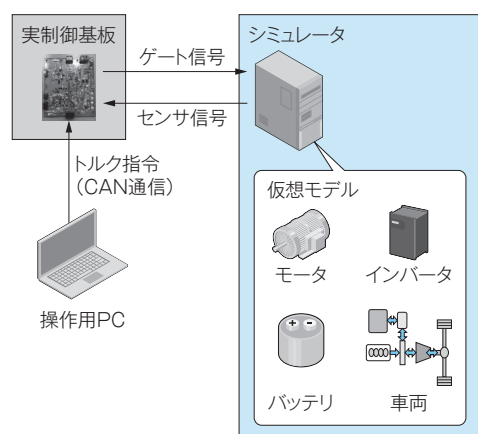 実制御基板
シミュレータ
ゲート信号
センサ信号
トルク指令
（CAN通信）
操作用PC
仮想モデル
モータ
インバータ
バッテリ
車両